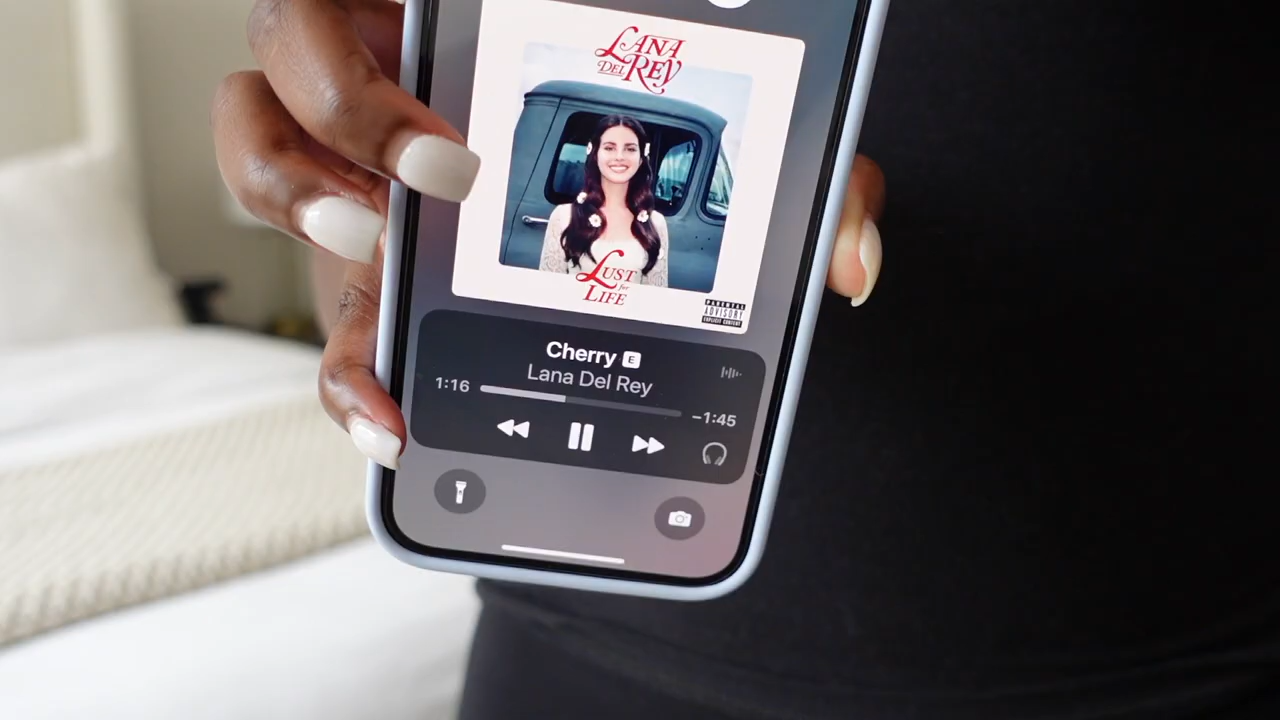 LANA
DEL REY
LUST
for
LIFE
PARENTAL
ADVISORY
EXPLICIT CONTENT
Cherry E
Lana Del Rey
1:16
-1:45